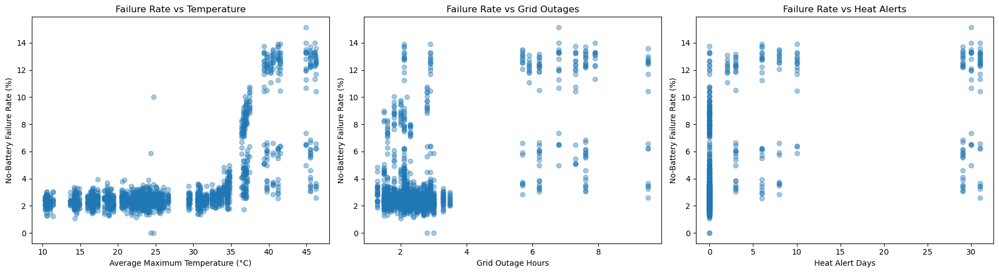 Failure Rate vs Temperature
No-Battery Failure Rate (%)
14
12
10
8
6
4
2
0
10 15 20 25 30 35 40 45
Average Maximum Temperature (°C)
Failure Rate vs Grid Outages
No-Battery Failure Rate (%)
14
12
10
8
6
4
2
0
2 4 6 8
Grid Outage Hours
Failure Rate vs Heat Alerts
No-Battery Failure Rate (%)
14
12
10
8
6
4
2
0
0 5 10 15 20 25 30
Heat Alert Days